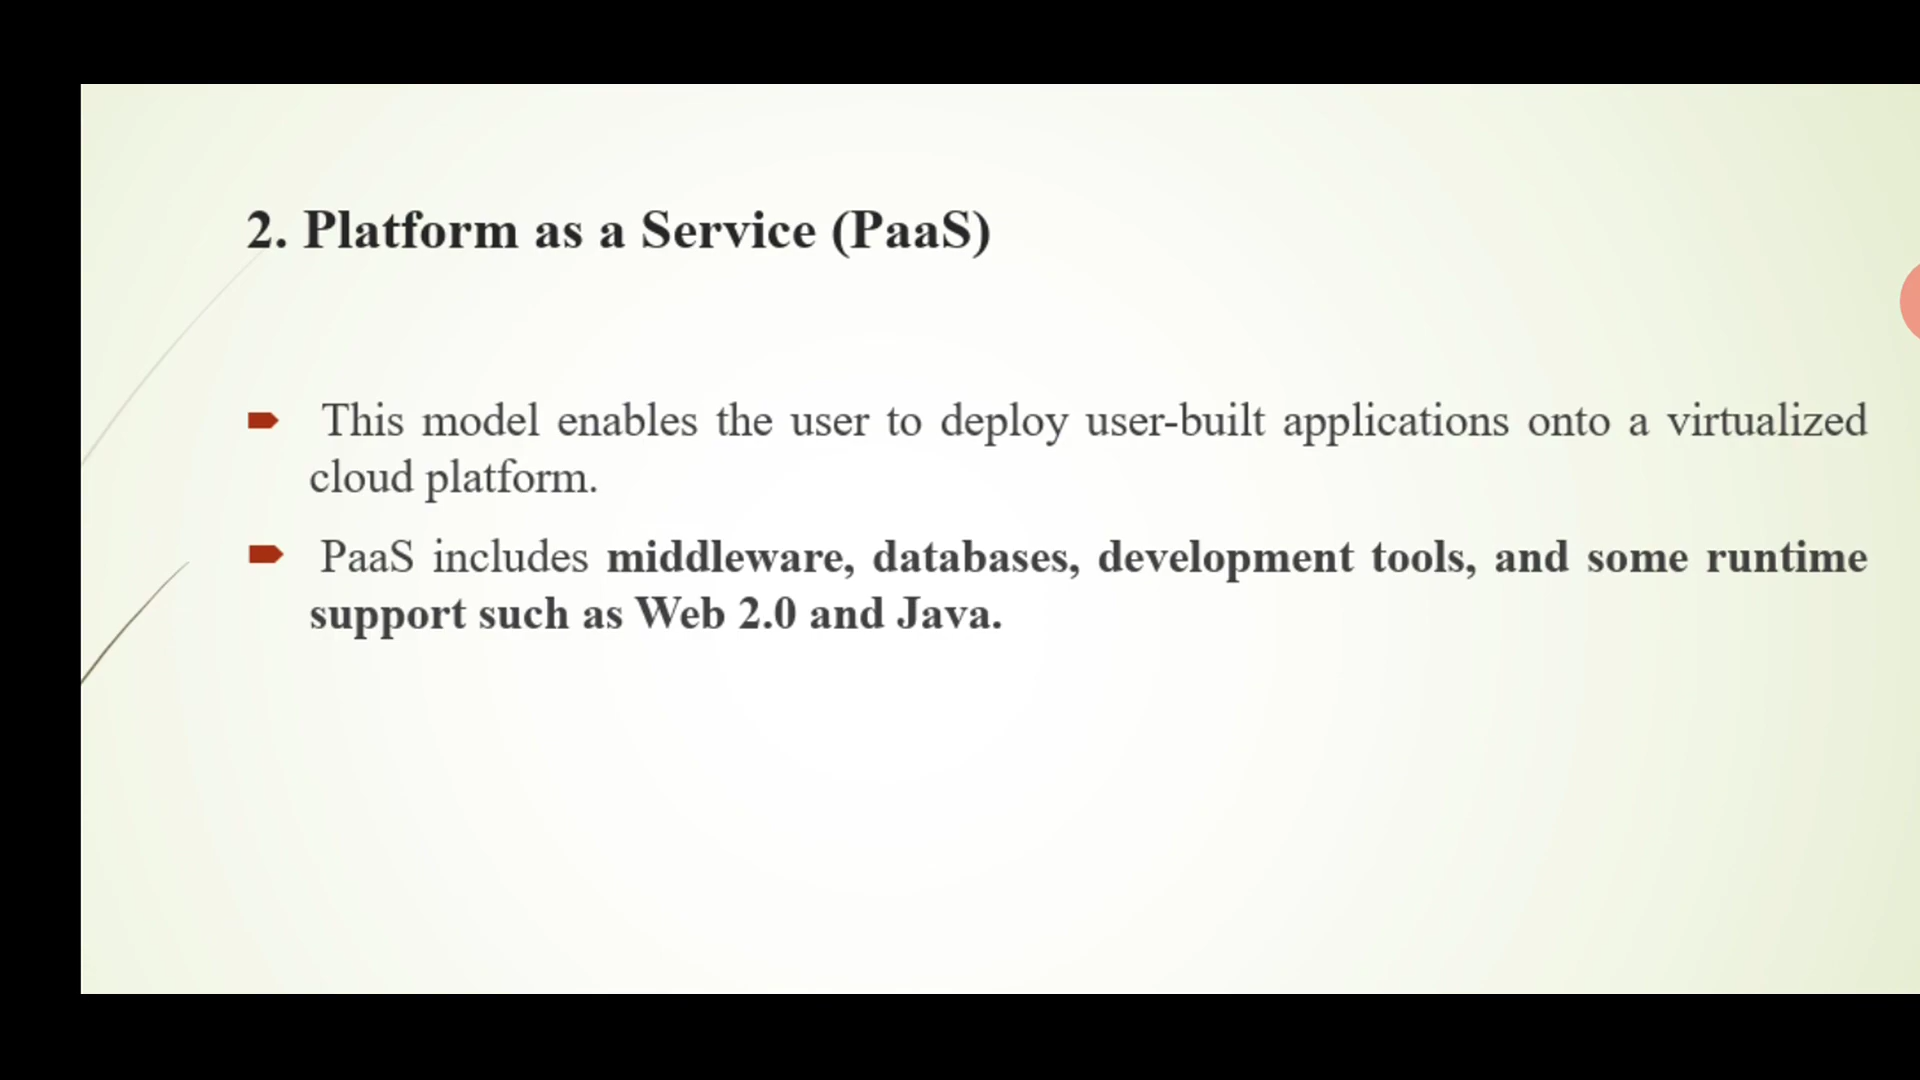 2. Platform as a Service (PaaS)
This model enables the user to deploy user-built applications onto a virtualized
cloud platform.
PaaS includes middleware, databases, development tools, and some runtime
support such as Web 2.0 and Java.